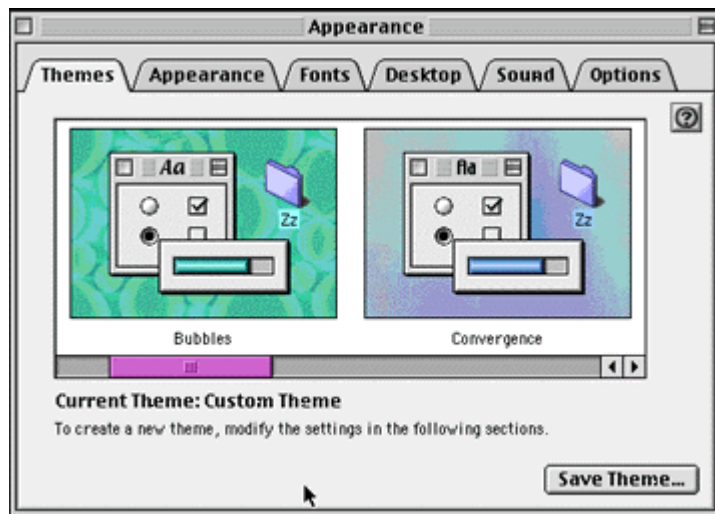 Appearance
Themes Appearance Fonts Desktop Sound Options
Aa Aa
Zz Zz
Bubbles Convergence
Current Theme: Custom Theme
To create a new theme, modify the settings in the following sections.
Save Theme...
?